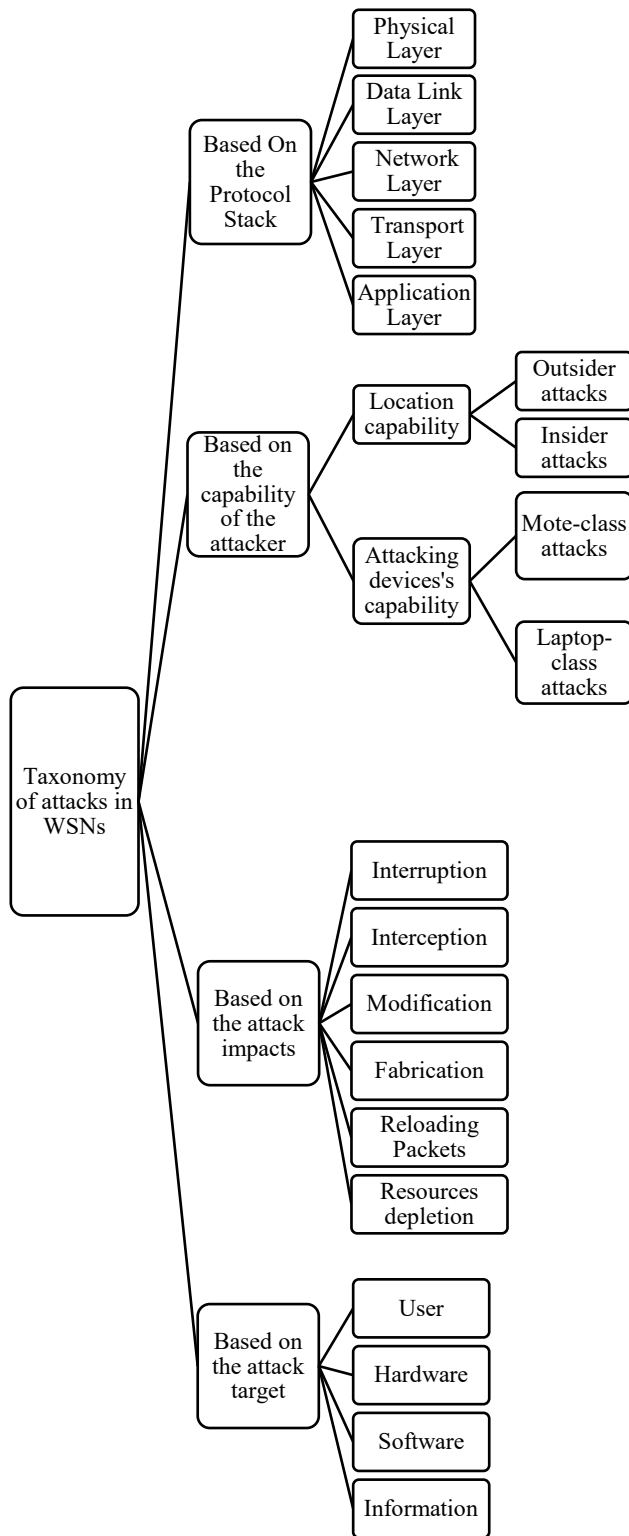 Taxonomy
of attacks in
WSNs
Based On
the
Protocol
Stack
Physical
Layer
Data Link
Layer
Network
Layer
Transport
Layer
Application
Layer
Based on
the
capability
of the
attacker
Location
capability
Outsider
attacks
Insider
attacks
Attacking
devices's
capability
Mote-class
attacks
Laptop-
class
attacks
Based on
the attack
impacts
Interruption
Interception
Modification
Fabrication
Reloading
Packets
Resources
depletion
Based on
the attack
target
User
Hardware
Software
Information